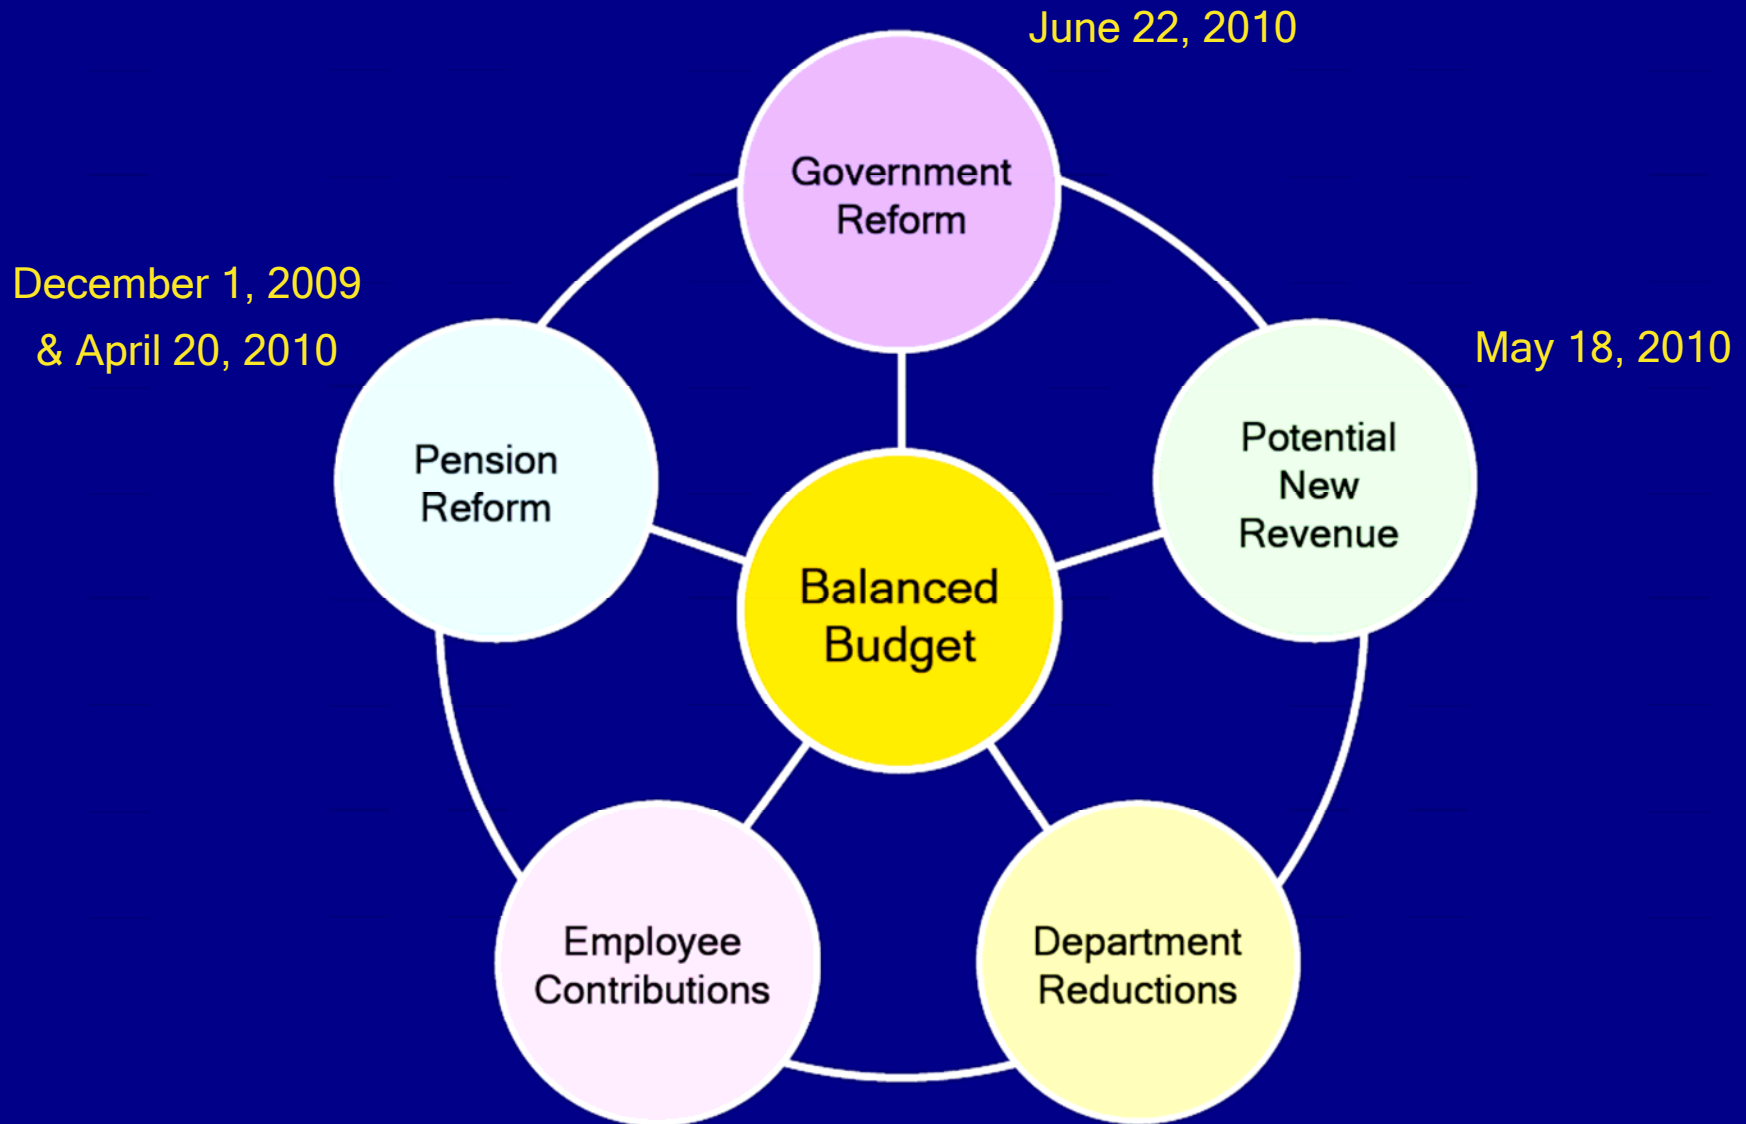 June 22, 2010
Government
Reform
December 1, 2009
& April 20, 2010
May 18, 2010
Pension
Reform
Potential
New
Revenue
Balanced
Budget
Employee
Contributions
Department
Reductions